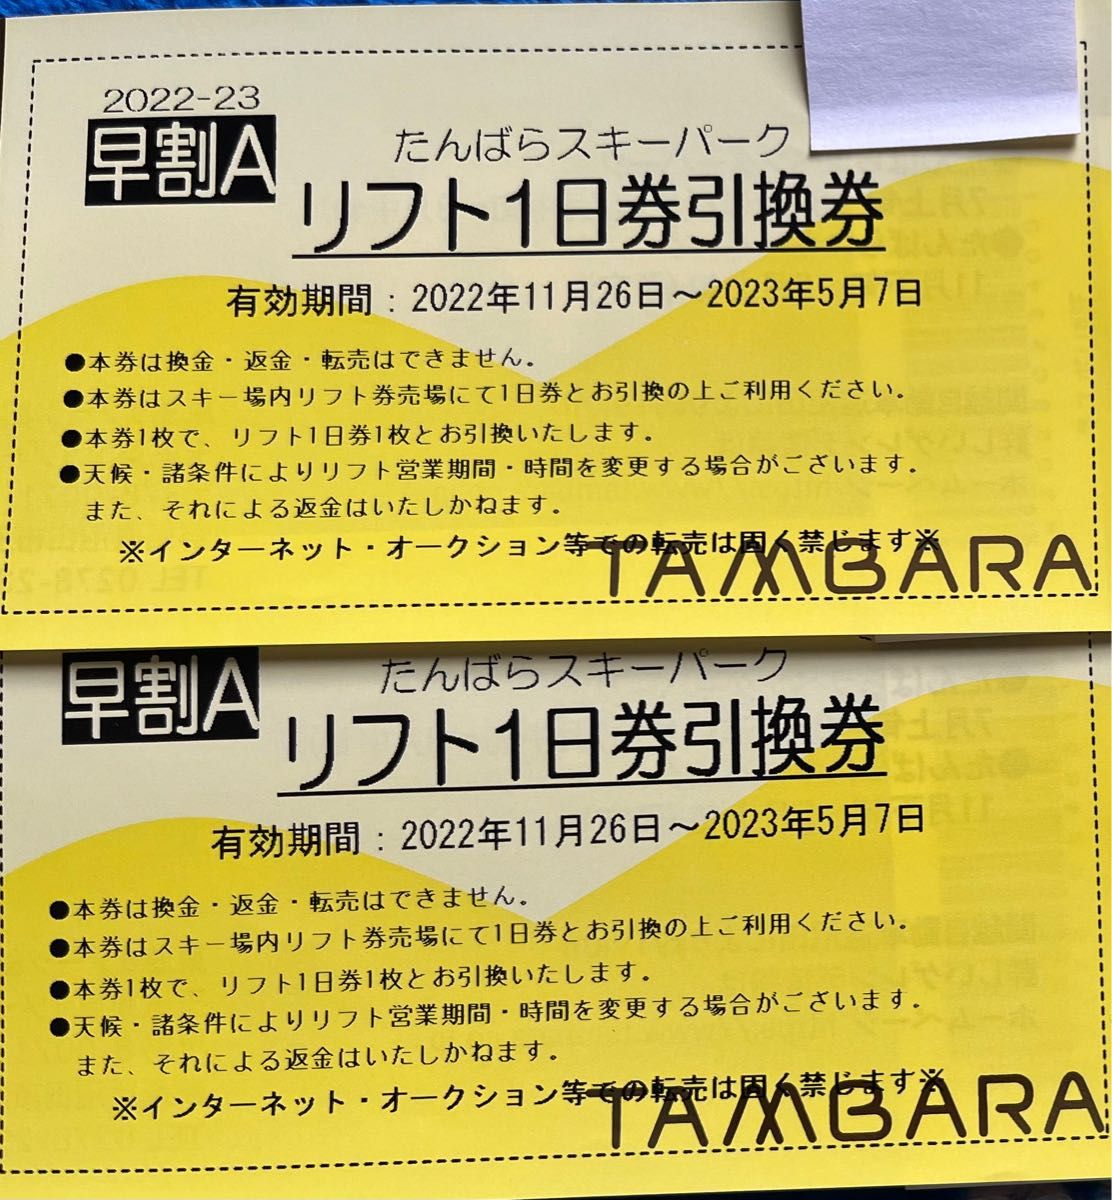 2022-23
早割A
たんばらスキーパーク
リフト1日券引換券
有効期間：2022年11月26日～2023年5月7日
●本券は換金・返金・転売はできません。
●本券はスキー場内リフト券売場にて1日券とお引換の上ご利用ください。
●本券1枚で、リフト1日券1枚とお引換いたします。
●天候・諸条件によりリフト営業期間・時間を変更する場合がございます。
また、それによる返金はいたしかねます。
※インターネット・オークション等での転売は固く禁じます※
TAMBARA
早割A
たんばらスキーパーク
リフト1日券引換券
有効期間：2022年11月26日～2023年5月7日
●本券は換金・返金・転売はできません。
●本券はスキー場内リフト券売場にて1日券とお引換の上ご利用ください。
●本券1枚で、リフト1日券1枚とお引換いたします。
●天候・諸条件によりリフト営業期間・時間を変更する場合がございます。
また、それによる返金はいたしかねます。
※インターネット・オークション等での転売は固く禁じます※
TAMBARA